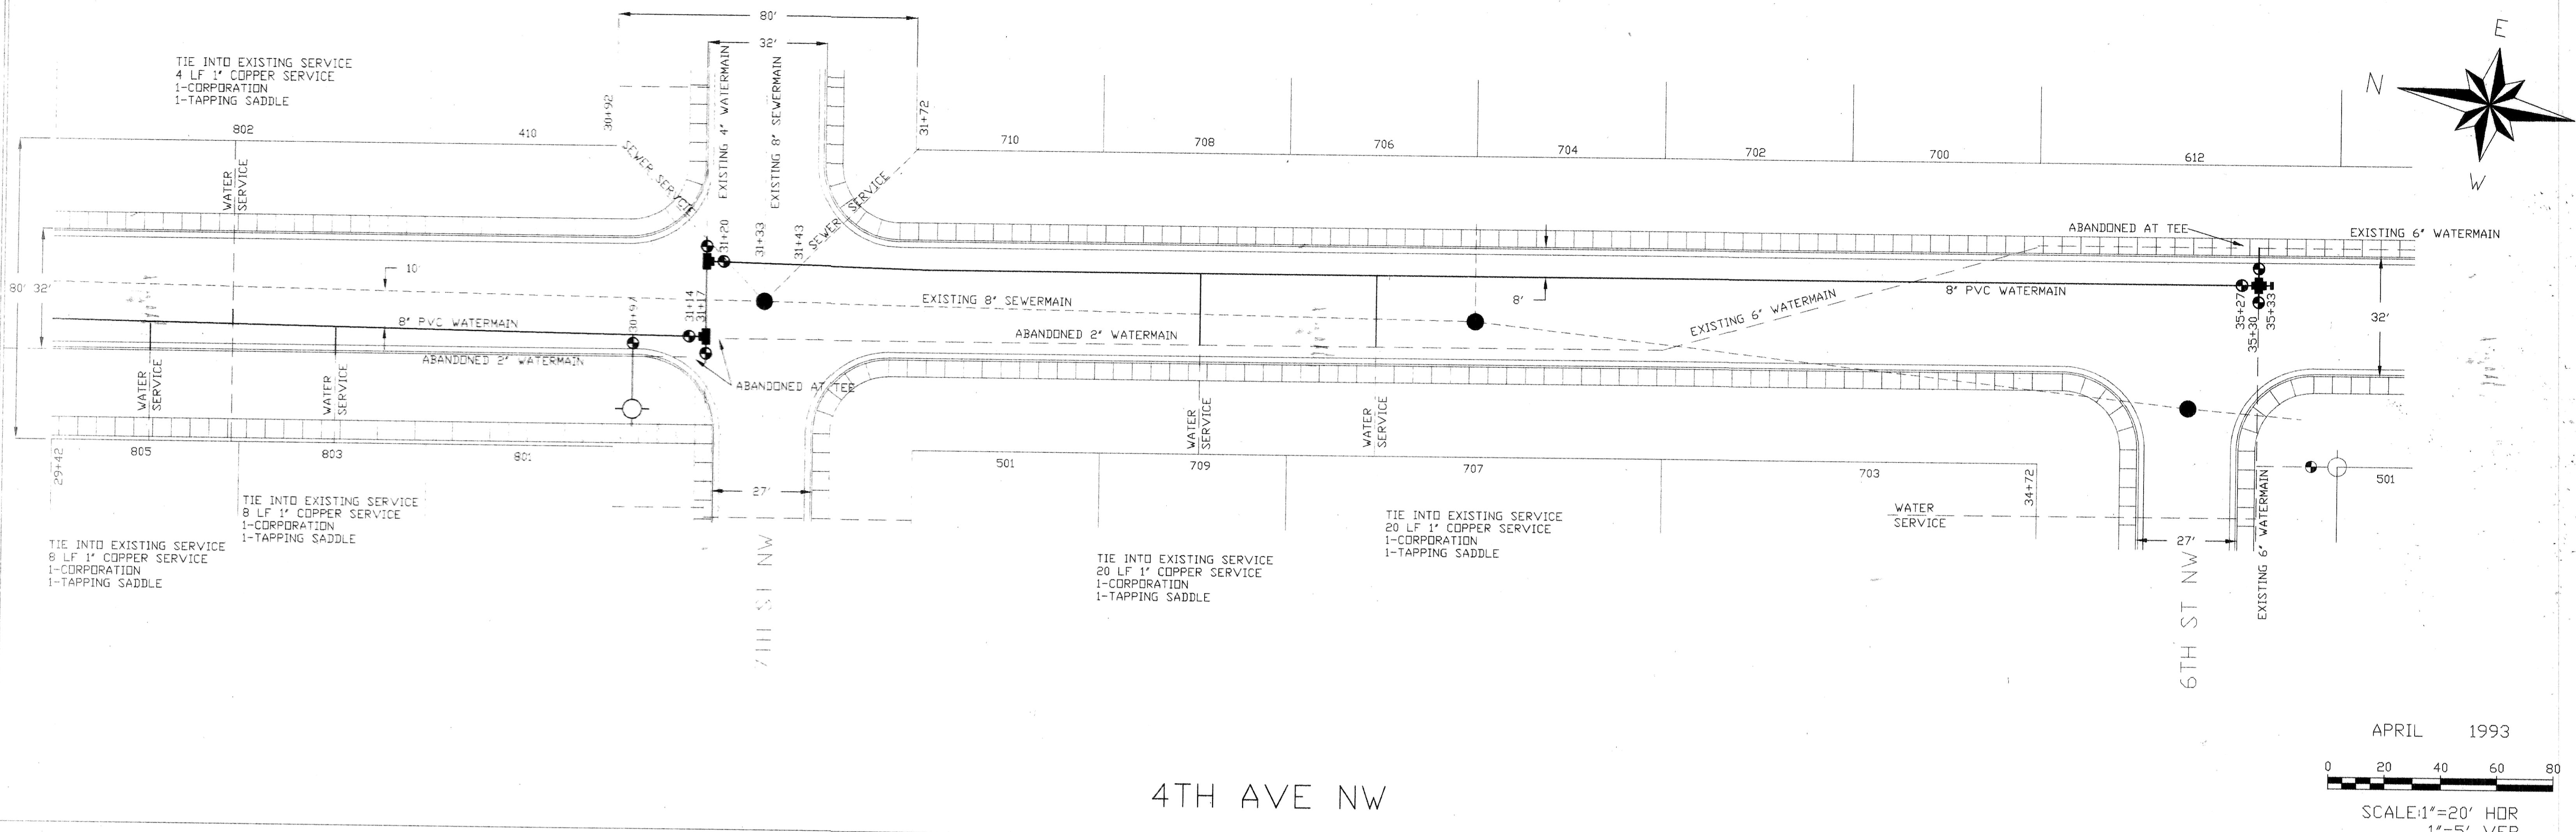 80'
32'
E
N
W
TIE INTO EXISTING SERVICE
4 LF 1" COPPER SERVICE
1-CORPORATION
1-TAPPING SADDLE
EXISTING 4" WATERMAIN
EXISTING 8" SEWERMAIN
30+92
31+72
802
410
710
708
706
704
702
700
612
SEWER SERVICE
SEWER SERVICE
WATER
SERVICE
31+20
31+33
31+43
ABANDONED AT TEE
EXISTING 6" WATERMAIN
10'
80'
32'
EXISTING 8" SEWERMAIN
8'
8" PVC WATERMAIN
EXISTING 6" WATERMAIN
8" PVC WATERMAIN
31+14
31+17
ABANDONED 2" WATERMAIN
ABANDONED 2" WATERMAIN
35+27
35+30
35+33
32'
ABANDONED AT TEE
WATER
SERVICE
WATER
SERVICE
WATER
SERVICE
WATER
SERVICE
805
803
801
29+42
501
709
707
703
34+72
501
27'
27'
WATER
SERVICE
EXISTING 6" WATERMAIN
TIE INTO EXISTING SERVICE
8 LF 1" COPPER SERVICE
1-CORPORATION
1-TAPPING SADDLE
TIE INTO EXISTING SERVICE
8 LF 1" COPPER SERVICE
1-CORPORATION
1-TAPPING SADDLE
TIE INTO EXISTING SERVICE
20 LF 1" COPPER SERVICE
1-CORPORATION
1-TAPPING SADDLE
TIE INTO EXISTING SERVICE
20 LF 1" COPPER SERVICE
1-CORPORATION
1-TAPPING SADDLE
ST NW
6TH ST NW
4TH AVE NW
APRIL 1993
0 20 40 60 80
SCALE:1"=20' HOR
1"=5' VER